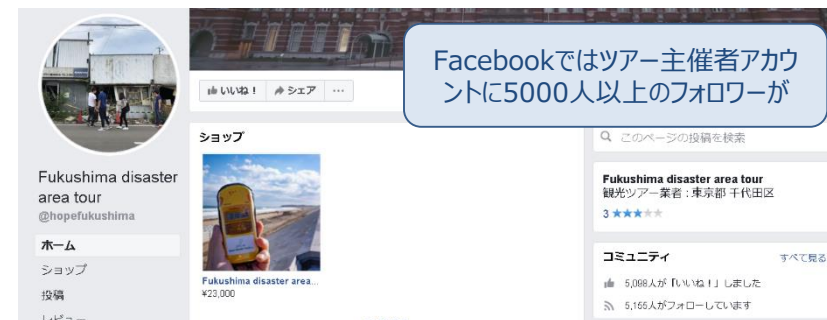 Facebookではツアー主催者アカウ
ントに5000人以上のフォロワーが
いいね！ シェア …
ショップ
このページの投稿を検索
Fukushima disaster
area tour
@hopefukushima
Fukushima disaster area tour
観光ツアー業者 : 東京都 千代田区
3 ★★★★★
ホーム
ショップ
投稿
レビュー
Fukushima disaster area...
¥23,000
コミュニティ すべて見る
5,088人が「いいね！」しました
5,165人がフォローしています